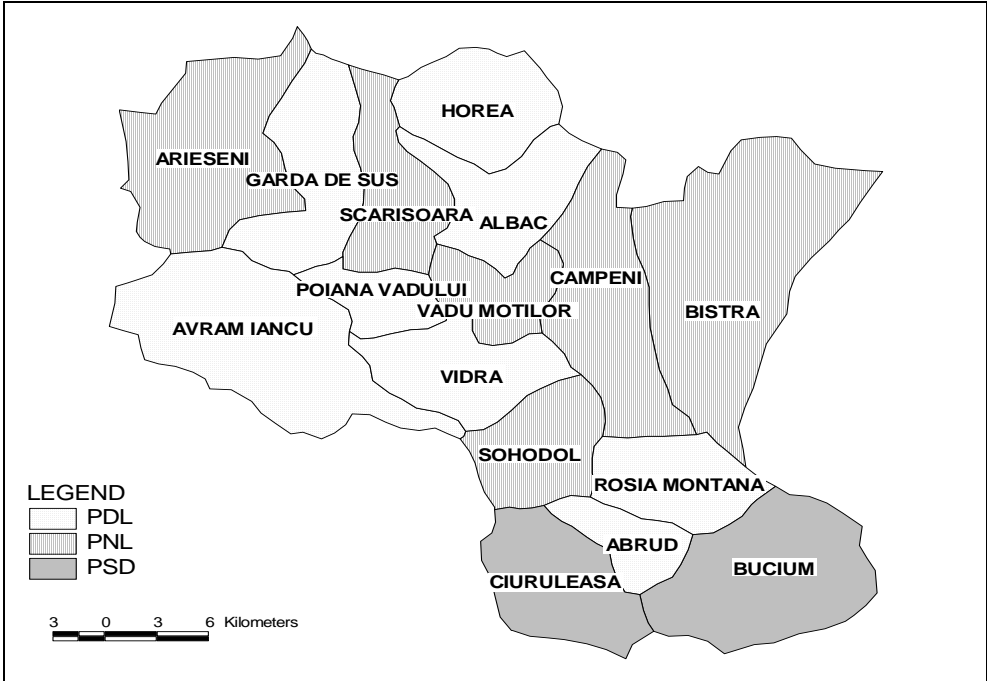 HOREA
ARIESENI
GARDA DE SUS
SCARISOARA
ALBAC
CAMPENI
POIANA VADULUI
VADU MOTILOR
BISTRA
AVRAM IANCU
VIDRA
SOHODOL
ROSIA MONTANA
ABRUD
CIURULEASA
BUCIUM
LEGEND
PDL
PNL
PSD
3 0 3 6 Kilometers